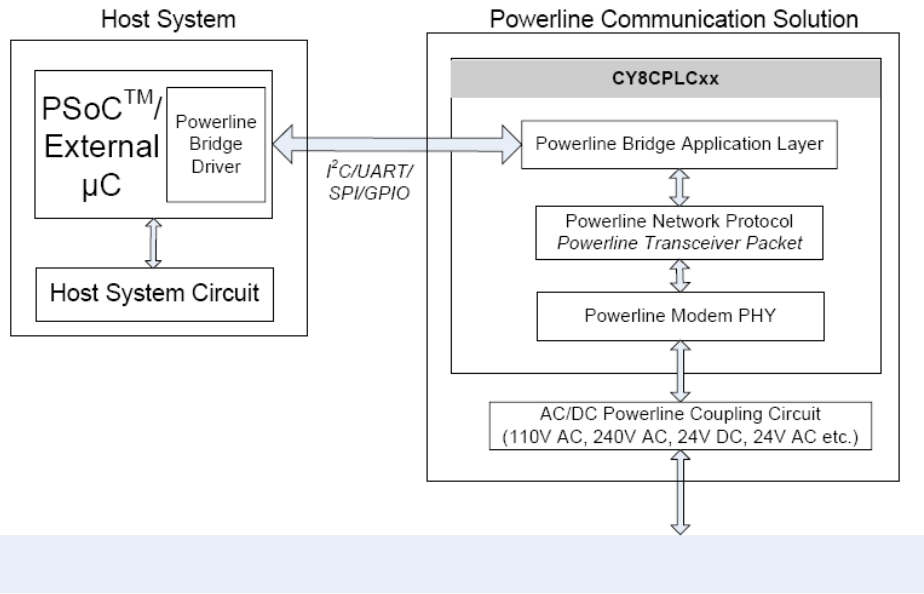 Host System
PSoC™/
External
µC
Powerline
Bridge
Driver
Host System Circuit
I²C/UART/
SPI/GPIO
Powerline Communication Solution
CY8CPLCxx
Powerline Bridge Application Layer
Powerline Network Protocol
Powerline Transceiver Packet
Powerline Modem PHY
AC/DC Powerline Coupling Circuit
(110V AC, 240V AC, 24V DC, 24V AC etc.)